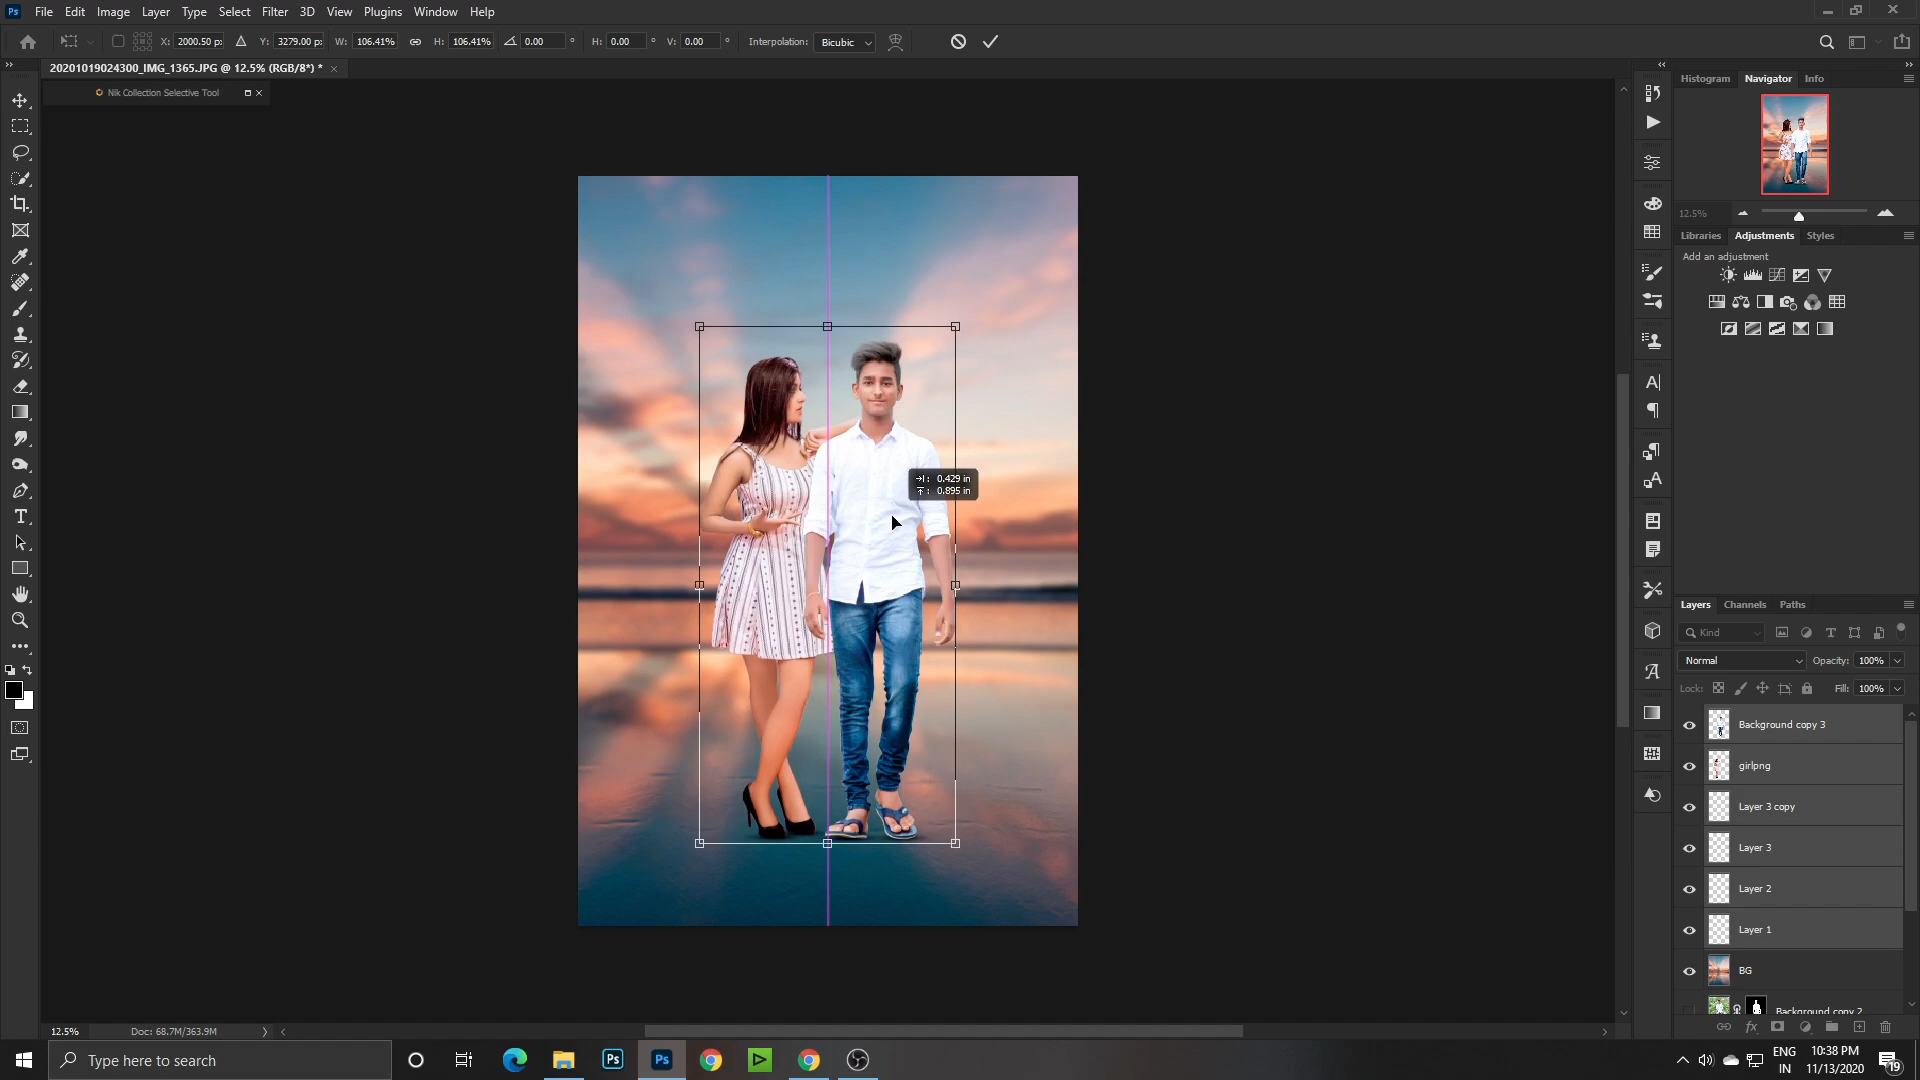 Ps File Edit Image Layer Type Select Filter 3D View Plugins Window Help
X: 2000.50 p: Y: 3279.00 p: W: 106.41% H: 106.41% 0.00 ° H: 0.00 ° V: 0.00 ° Interpolation: Bicubic
20201019024300_IMG_1365.JPG @ 12.5% (RGB/8*) * ×
Nik Collection Selective Tool
Histogram Navigator Info
12.5%
Libraries Adjustments Styles
Add an adjustment
0.429 in
0.895 in
Layers Channels Paths
Kind
Normal Opacity: 100%
Lock: Fill: 100%
Background copy 3
girlpng
Layer 3 copy
Layer 3
Layer 2
Layer 1
BG
Background copy 2
12.5% Doc: 68.7M/363.9M
Type here to search
Ps Ps
ENG
IN
10:38 PM
11/13/2020
19